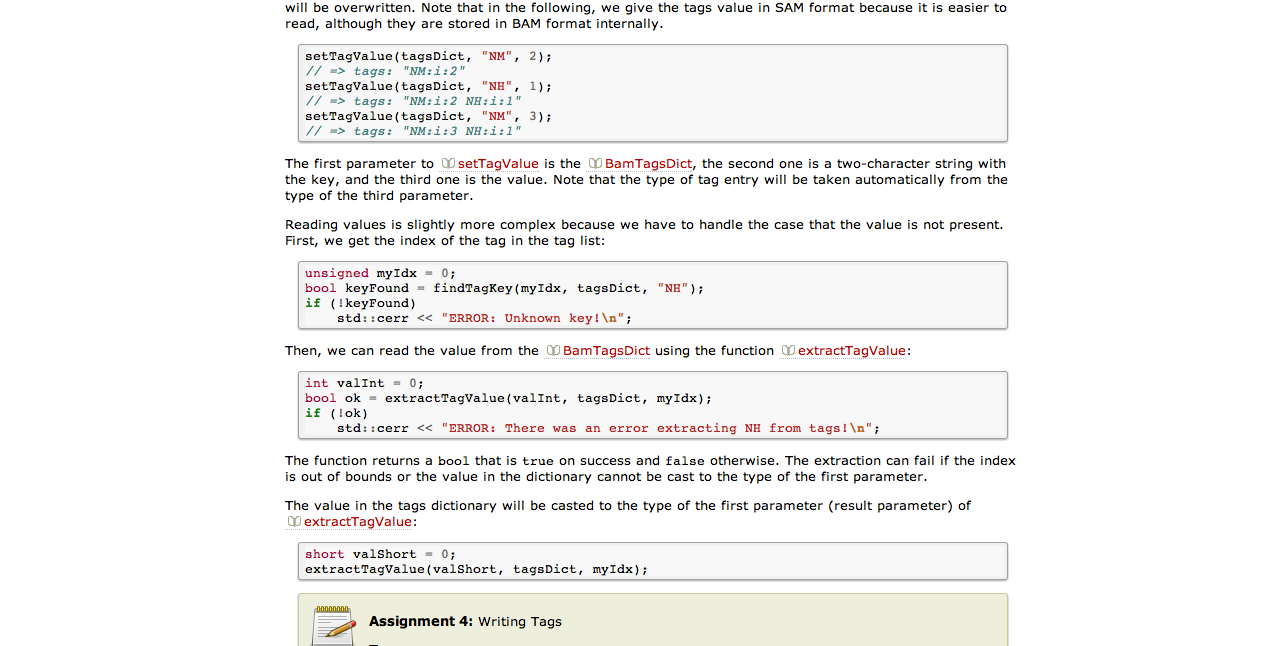 will be overwritten. Note that in the following, we give the tags value in SAM format because it is easier to
read, although they are stored in BAM format internally.
setTagValue(tagsDict, "NM", 2);
// => tags: "NM:i:2"
setTagValue(tagsDict, "NH", 1);
// => tags: "NM:i:2 NH:i:1"
setTagValue(tagsDict, "NM", 3);
// => tags: "NM:i:3 NH:i:1"
The first parameter to setTagValue is the BamTagsDict, the second one is a two-character string with
the key, and the third one is the value. Note that the type of tag entry will be taken automatically from the
type of the third parameter.
Reading values is slightly more complex because we have to handle the case that the value is not present.
First, we get the index of the tag in the tag list:
unsigned myIdx = 0;
bool keyFound = findTagKey(myIdx, tagsDict, "NH");
if (!keyFound)
    std::cerr << "ERROR: Unknown key!\n";
Then, we can read the value from the BamTagsDict using the function extractTagValue:
int valInt = 0;
bool ok = extractTagValue(valInt, tagsDict, myIdx);
if (!ok)
    std::cerr << "ERROR: There was an error extracting NH from tags!\n";
The function returns a bool that is true on success and false otherwise. The extraction can fail if the index
is out of bounds or the value in the dictionary cannot be cast to the type of the first parameter.
The value in the tags dictionary will be casted to the type of the first parameter (result parameter) of
extractTagValue:
short valShort = 0;
extractTagValue(valShort, tagsDict, myIdx);
Assignment 4: Writing Tags